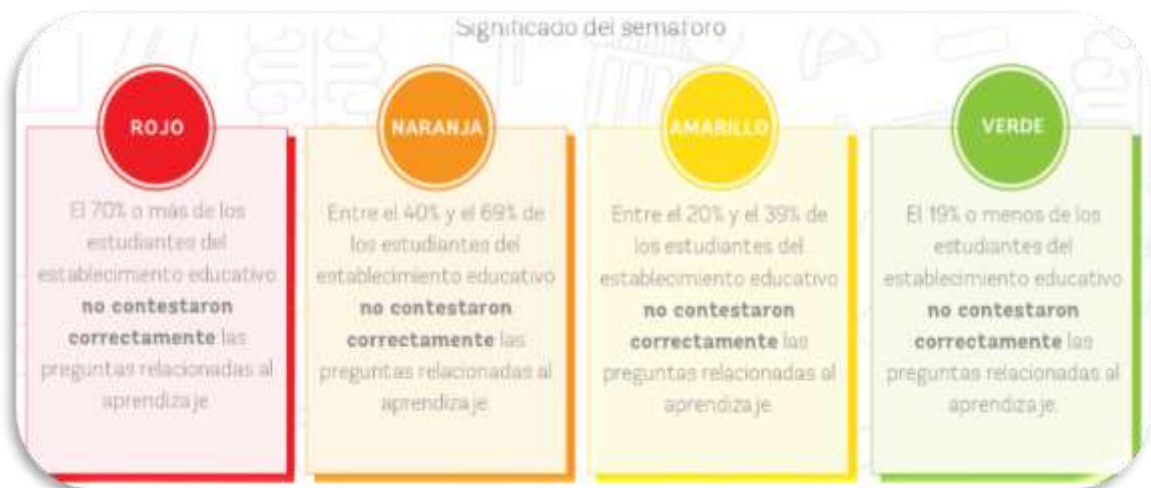 Significado del semaforo
ROJO
El 70% o más de los
estudiantes del
establecimiento educativo
no contestaron
correctamente las
preguntas relacionadas al
aprendizaje.
NARANJA
Entre el 40% y el 69% de
los estudiantes del
establecimiento educativo
no contestaron
correctamente las
preguntas relacionadas al
aprendizaje
AMARILLO
Entre el 20% y el 39% de
los estudiantes del
establecimiento educativo
no contestaron
correctamente las
preguntas relacionadas al
aprendizaje.
VERDE
El 19% o menos de los
estudiantes del
establecimiento educativo
no contestaron
correctamente las
preguntas relacionadas al
aprendizaje.